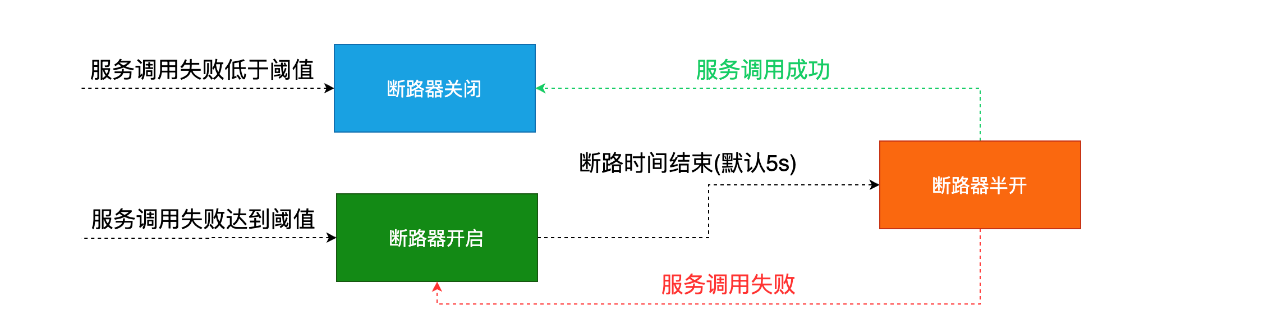 服务调用失败低于阈值
断路器关闭
服务调用成功
断路时间结束(默认5s)
断路器半开
服务调用失败达到阈值
断路器开启
服务调用失败